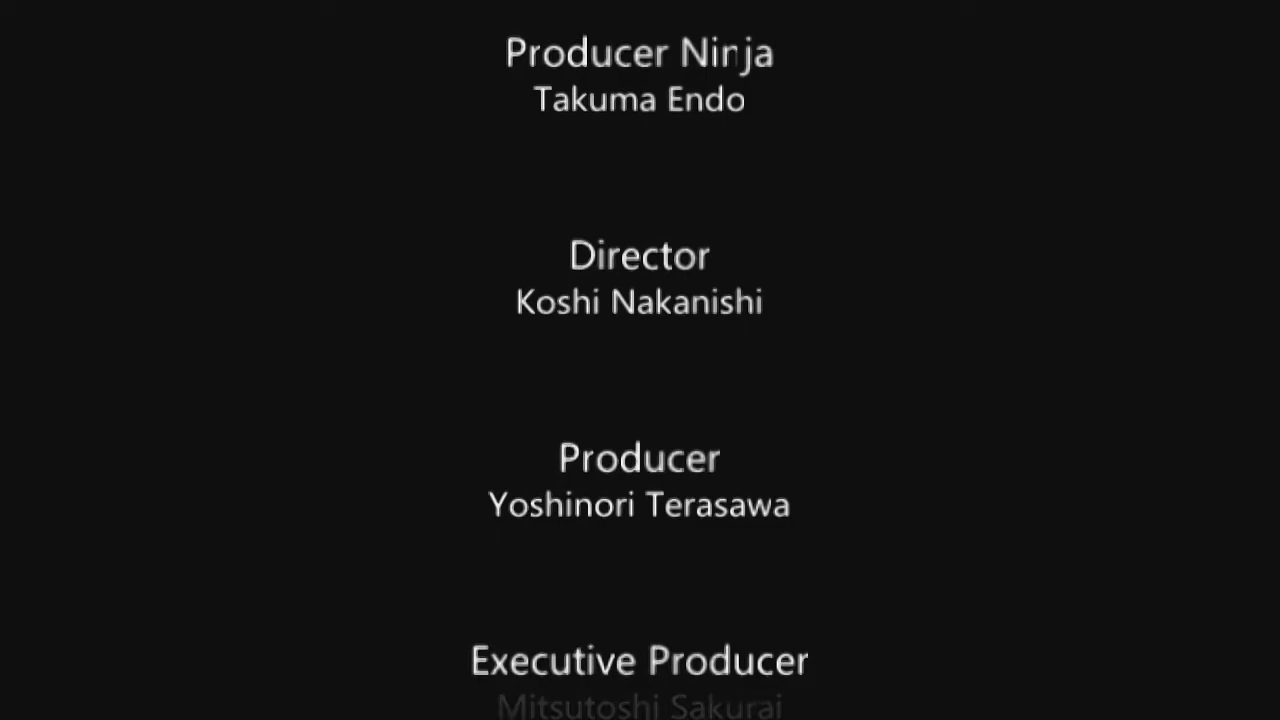 Producer Ninja
Takuma Endo
Director
Koshi Nakanishi
Producer
Yoshinori Terasawa
Executive Producer
Mitsutoshi Sakurai